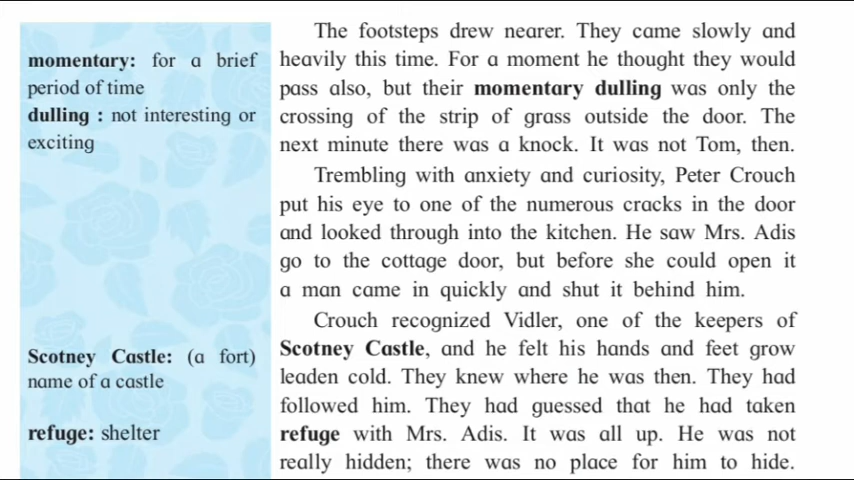 momentary: for a brief
period of time
dulling : not interesting or
exciting
Scotney Castle: (a fort)
name of a castle
refuge: shelter
The footsteps drew nearer. They came slowly and
heavily this time. For a moment he thought they would
pass also, but their momentary dulling was only the
crossing of the strip of grass outside the door. The
next minute there was a knock. It was not Tom, then.
Trembling with anxiety and curiosity, Peter Crouch
put his eye to one of the numerous cracks in the door
and looked through into the kitchen. He saw Mrs. Adis
go to the cottage door, but before she could open it
a man came in quickly and shut it behind him.
Crouch recognized Vidler, one of the keepers of
Scotney Castle, and he felt his hands and feet grow
leaden cold. They knew where he was then. They had
followed him. They had guessed that he had taken
refuge with Mrs. Adis. It was all up. He was not
really hidden; there was no place for him to hide.